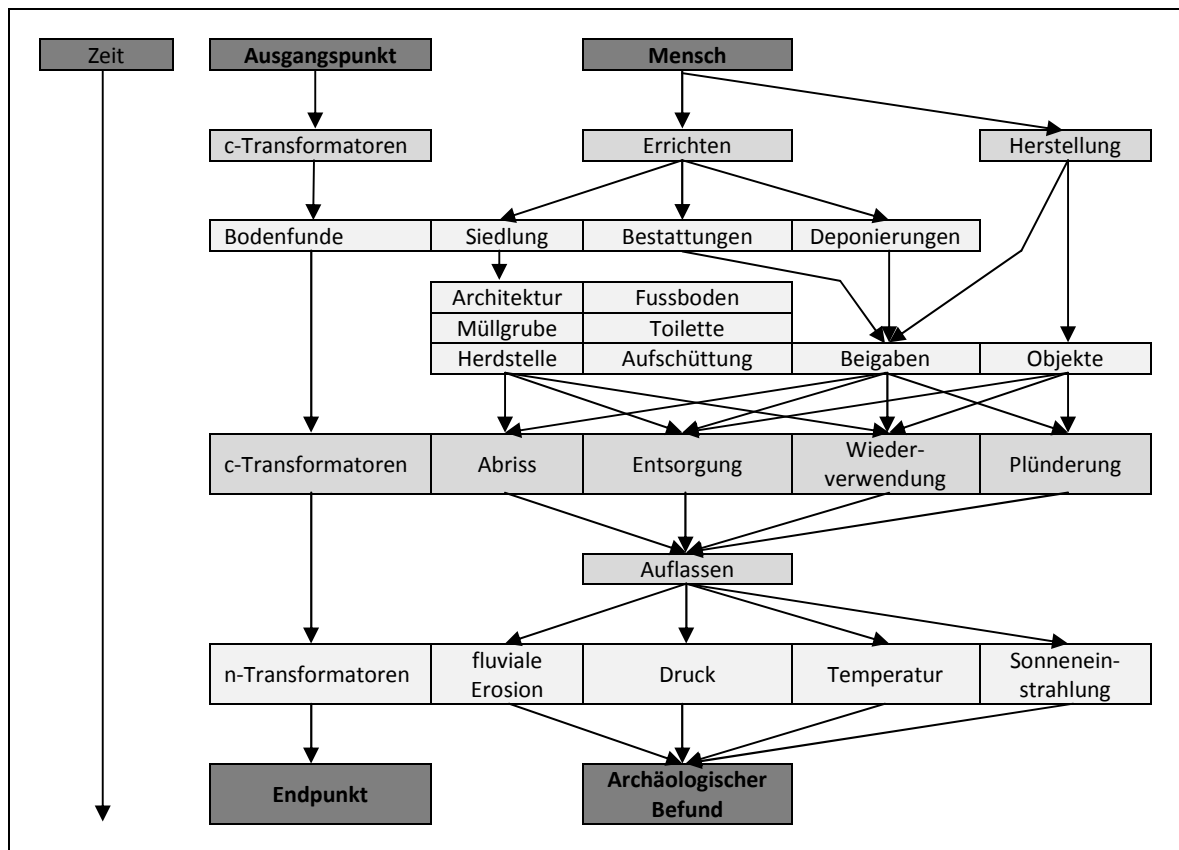 Zeit
Ausgangspunkt
Mensch
c-Transformatoren
Errichten
Herstellung
Bodenfunde
Siedlung
Bestattungen
Deponierungen
Architektur
Fussboden
Müllgrube
Toilette
Herdstelle
Aufschüttung
Beigaben
Objekte
c-Transformatoren
Abriss
Entsorgung
Wieder-
verwendung
Plünderung
Auflassen
n-Transformatoren
fluviale
Erosion
Druck
Temperatur
Sonnenein-
strahlung
Endpunkt
Archäologischer
Befund